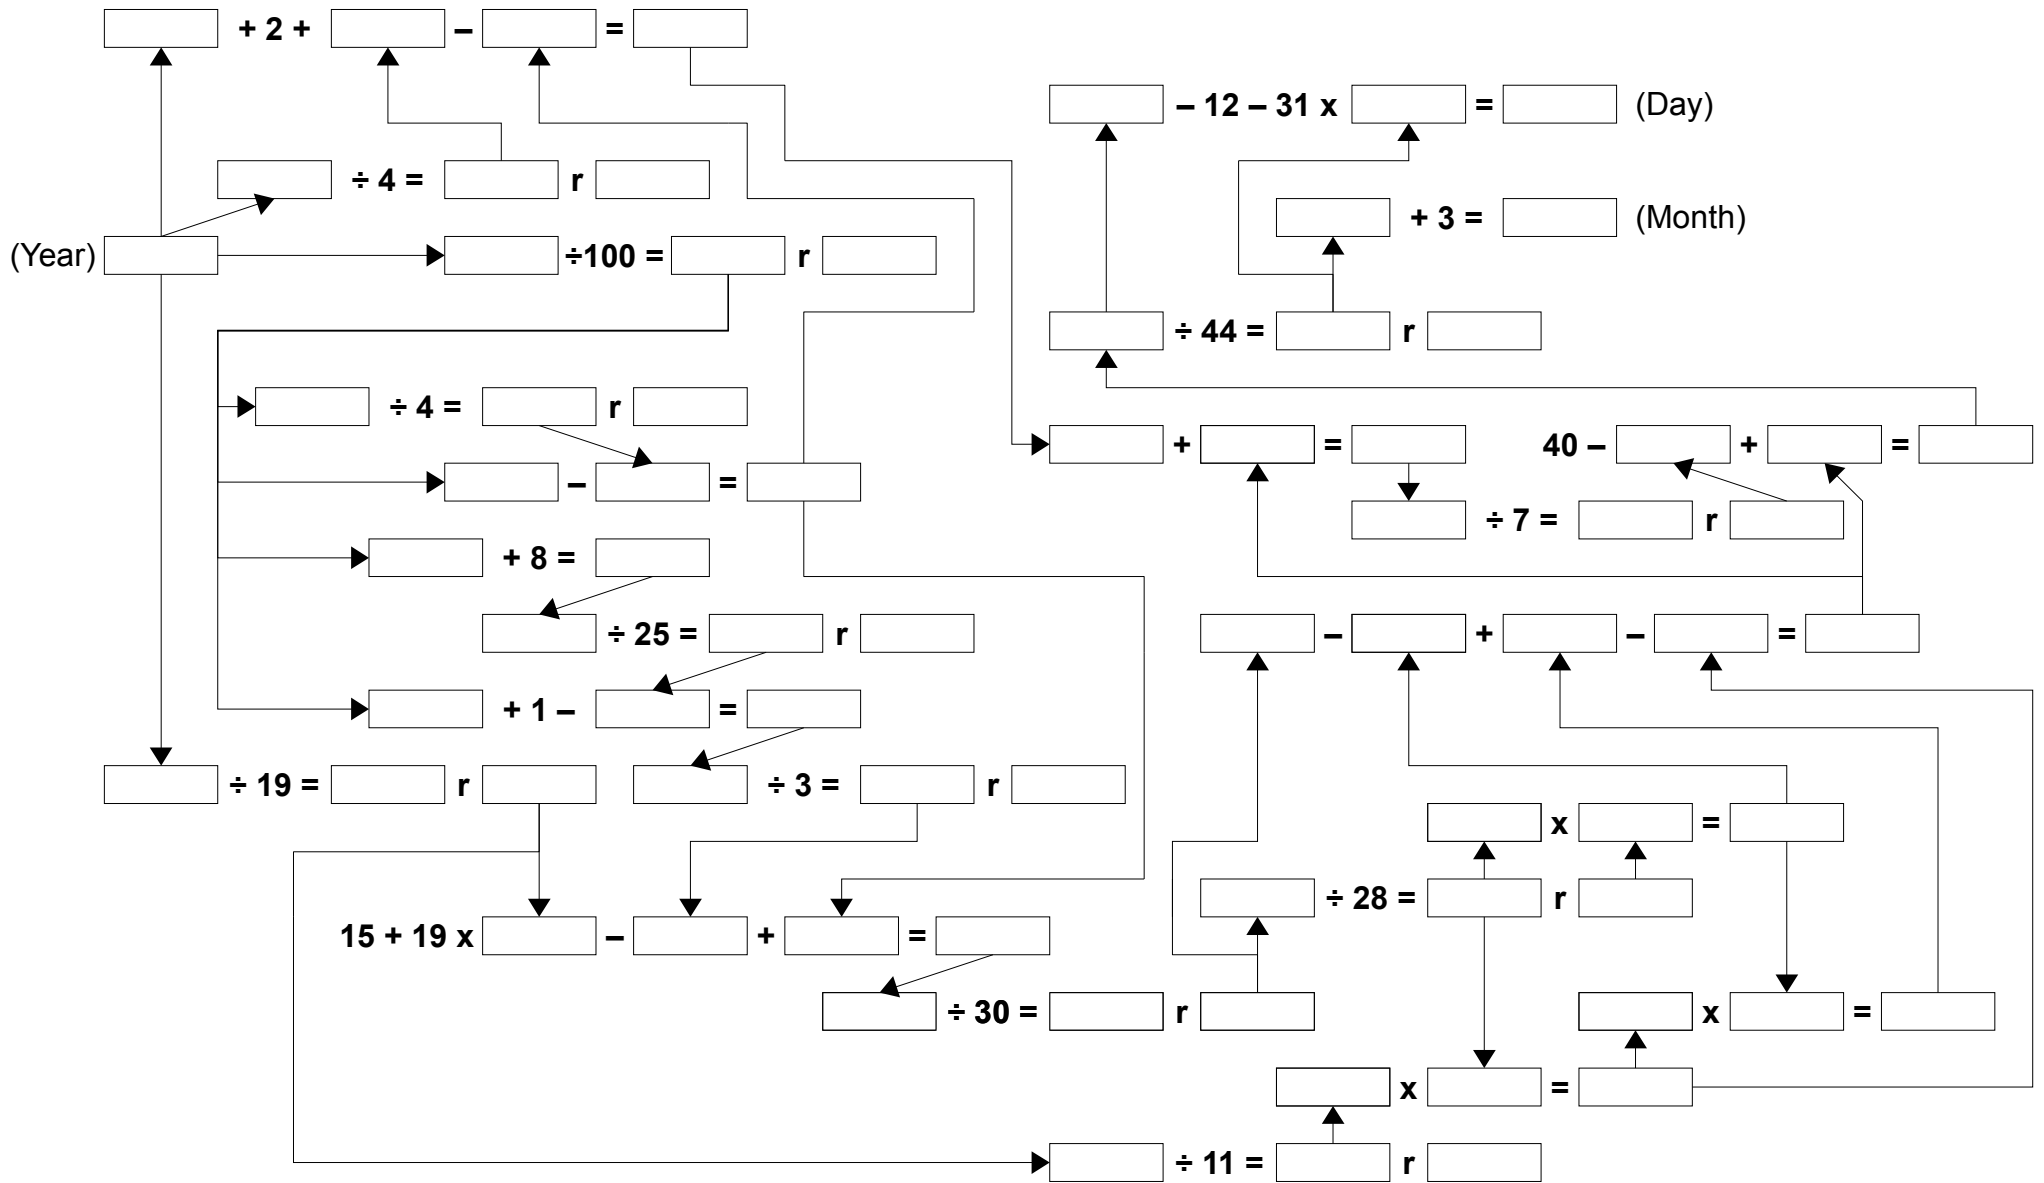 + 2 + – =
– 12 – 31 x = (Day)
÷ 4 = r
+ 3 = (Month)
(Year) ÷100 = r
÷ 44 = r
÷ 4 = r
+ = 40 – + =
– =
÷ 7 = r
+ 8 =
÷ 25 = r
– + – =
+ 1 – =
÷ 19 = r ÷ 3 = r
x =
÷ 28 = r
15 + 19 x – + =
÷ 30 = r x =
x =
÷ 11 = r